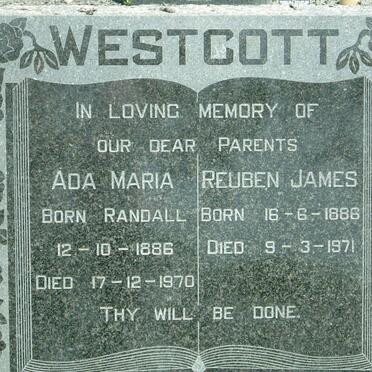 WESTCOTT
IN LOVING MEMORY OF
OUR DEAR PARENTS
ADA MARIA REUBEN JAMES
BORN RANDALL BORN 16-6-1886
12-10-1886 DIED 9-3-1971
DIED 17-12-1970
THY WILL BE DONE.